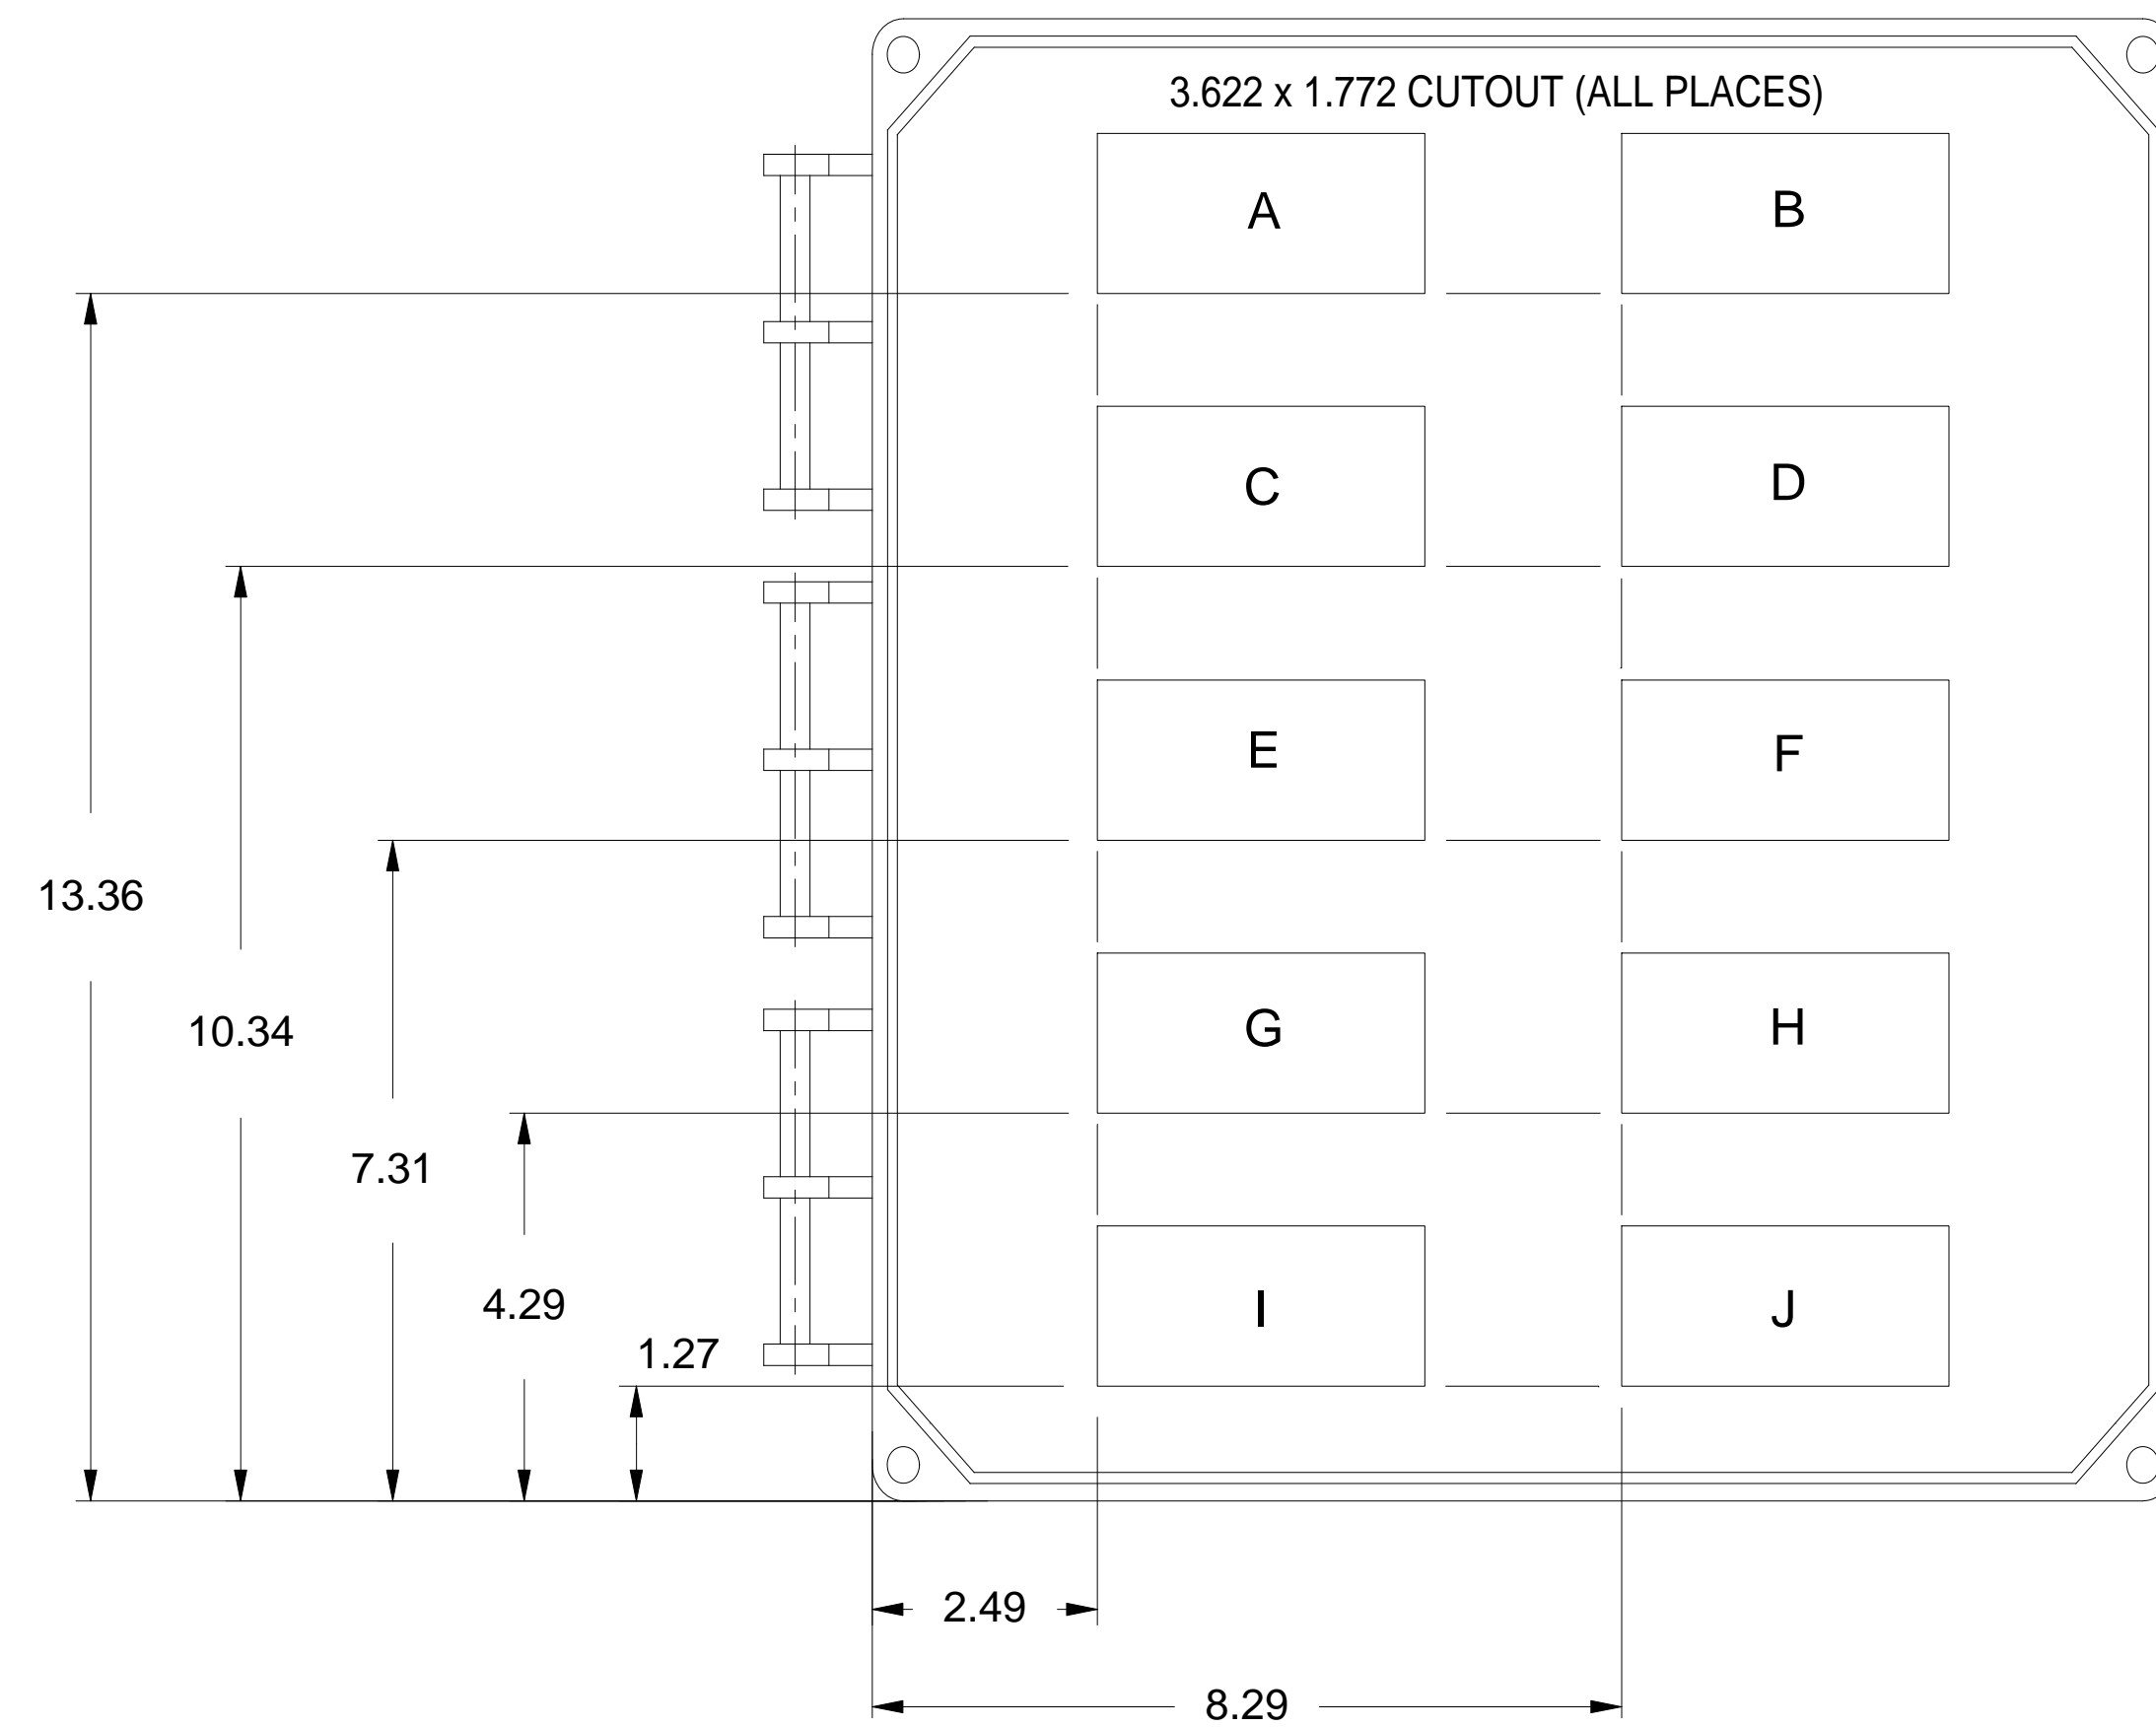 3.622 x 1.772 CUTOUT (ALL PLACES)
A
B
C
D
E
F
13.36
10.34
G
H
7.31
4.29
I
J
1.27
2.49
8.29